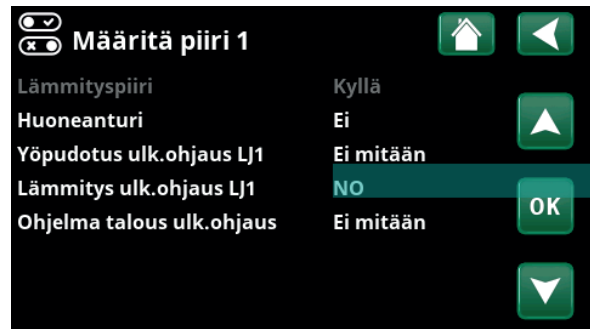 Määritä piiri 1
Lämmityspiiri Kyllä
Huoneanturi Ei
Yöpudotus ulk.ohjaus LJ1 Ei mitään
Lämmitys ulk.ohjaus LJ1 NO
Ohjelma talous ulk.ohjaus Ei mitään
OK